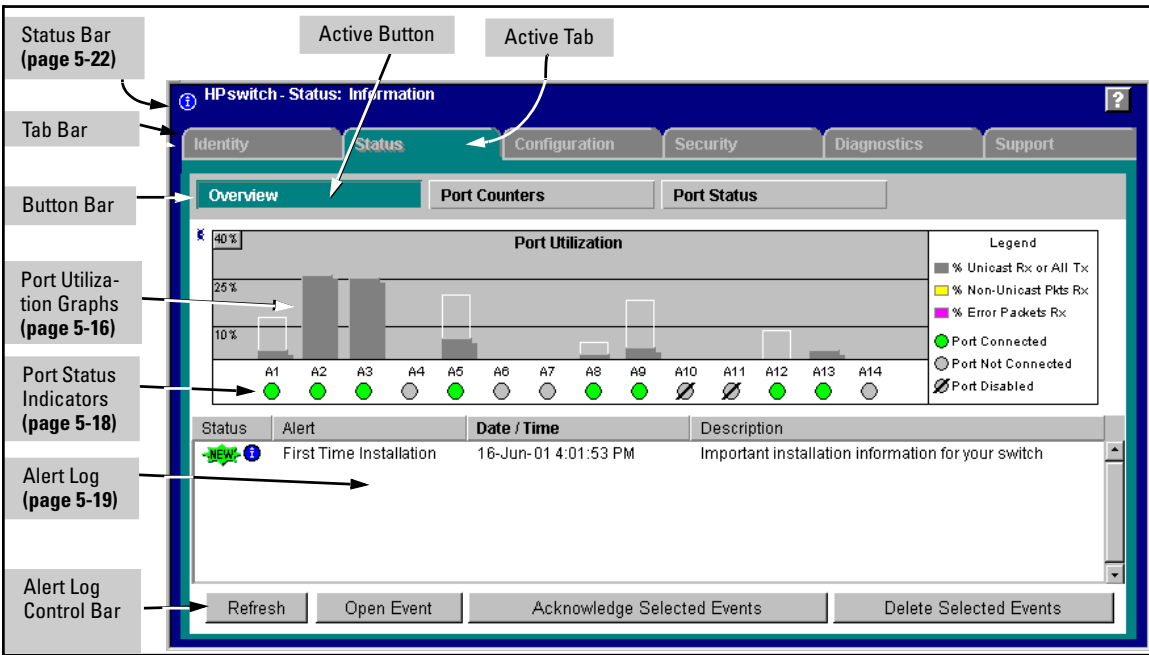 Status Bar
(page 5-22)
Active Button
Active Tab
HPswitch - Status: Information
?
Tab Bar
Identity
Status
Configuration
Security
Diagnostics
Support
Button Bar
Overview
Port Counters
Port Status
Port Utiliza-
tion Graphs
(page 5-16)
40%
Port Utilization
25%
10%
Legend
% Unicast Rx or All Tx
% Non-Unicast Pkts Rx
% Error Packets Rx
Port Connected
Port Not Connected
Port Disabled
Port Status
Indicators
(page 5-18)
A1 A2 A3 A4 A5 A6 A7 A8 A9 A10 A11 A12 A13 A14
Status Alert Date / Time Description
NEW! i First Time Installation 16-Jun-01 4:01:53 PM Important installation information for your switch
Alert Log
(page 5-19)
Alert Log
Control Bar
Refresh
Open Event
Acknowledge Selected Events
Delete Selected Events